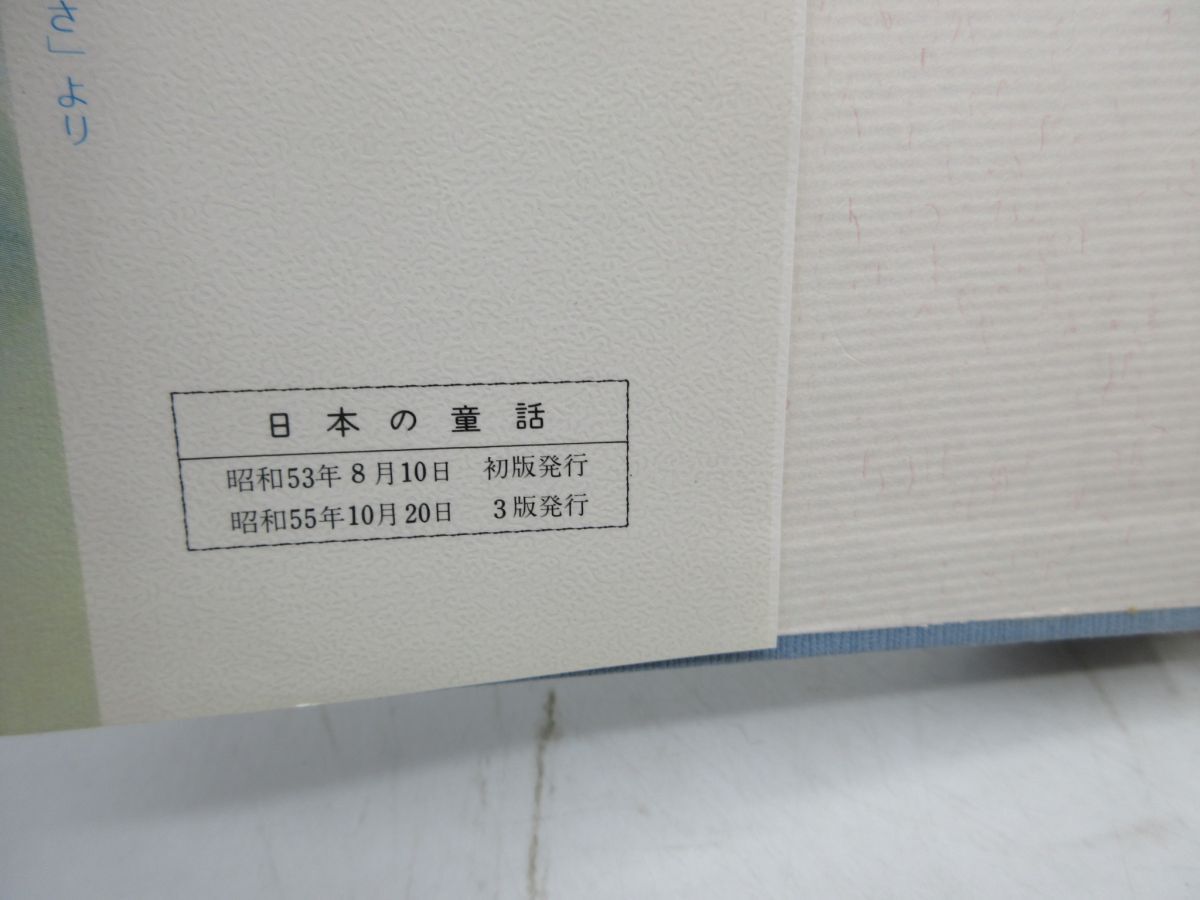 さ」より
日本の童話
昭和53年8月10日 初版発行
昭和55年10月20日 3版発行